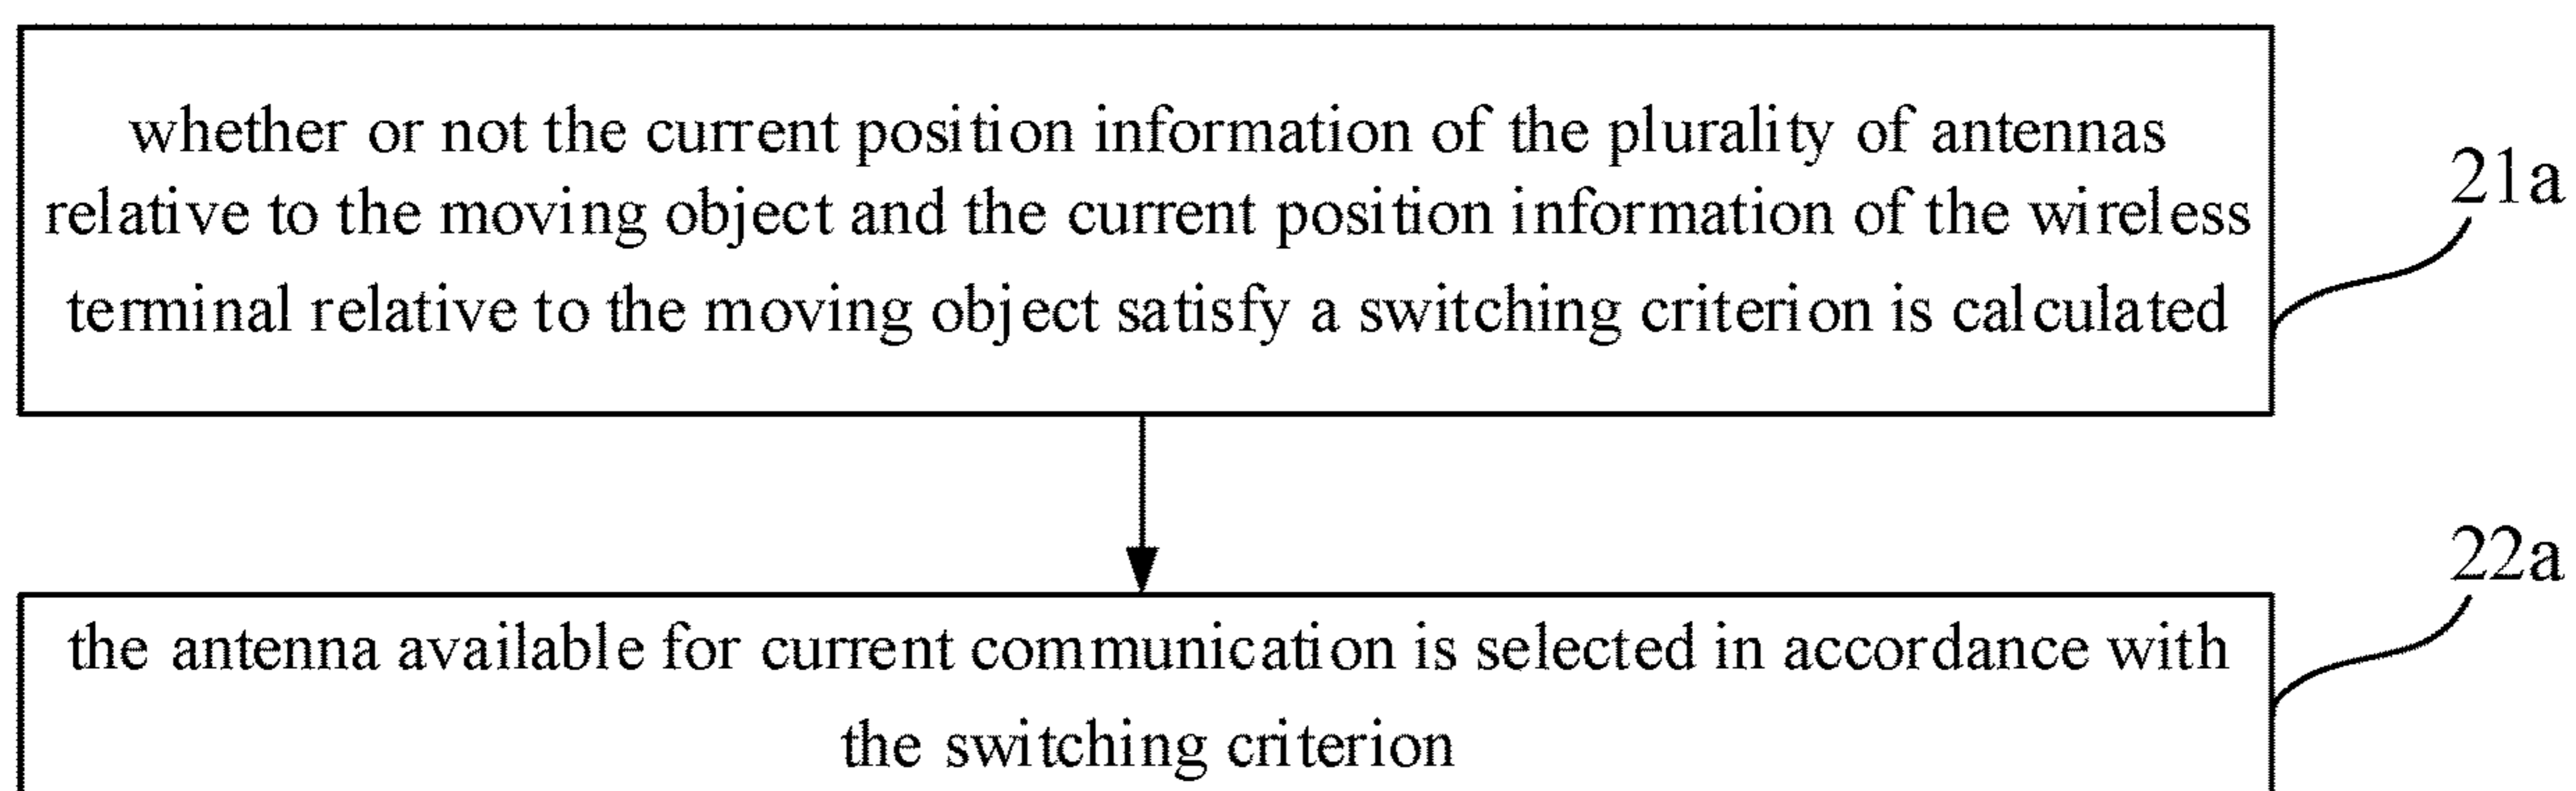 whether or not the current position information of the plurality of antennas
relative to the moving object and the current position information of the wireless
terminal relative to the moving object satisfy a switching criterion is calculated
21a
22a
the antenna available for current communication is selected in accordance with
the switching criterion